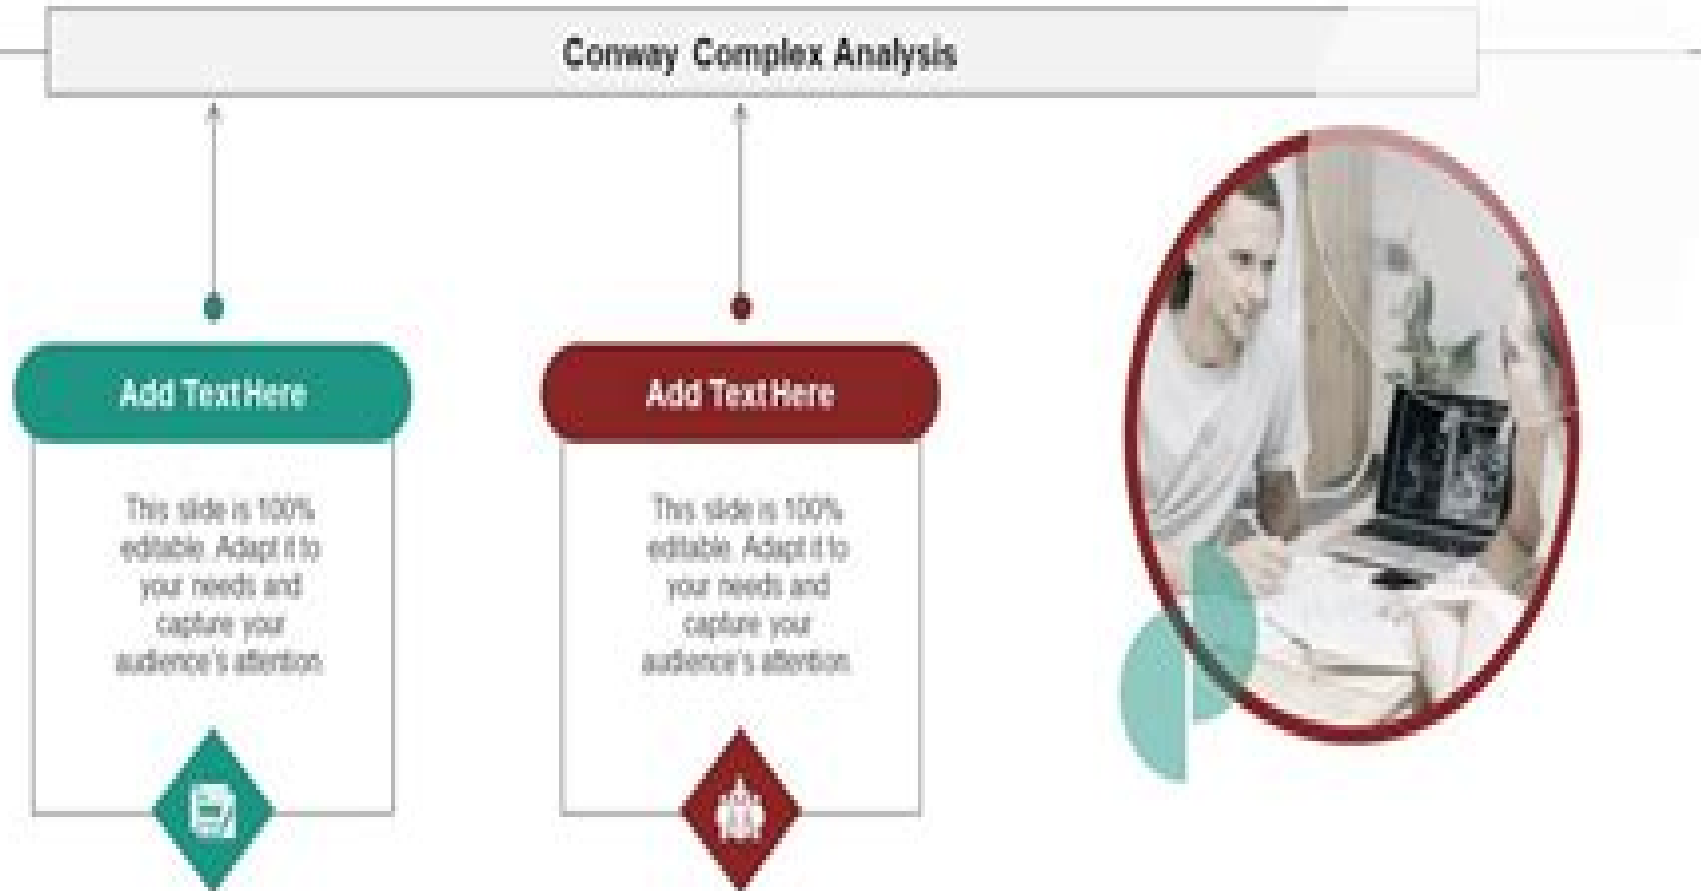 Conway Complex Analysis
Add Text Here
This slide is 100%
editable. Adapt it to
your needs and
capture your
audience's attention.
Add Text Here
This slide is 100%
editable. Adapt it to
your needs and
capture your
audience's attention.